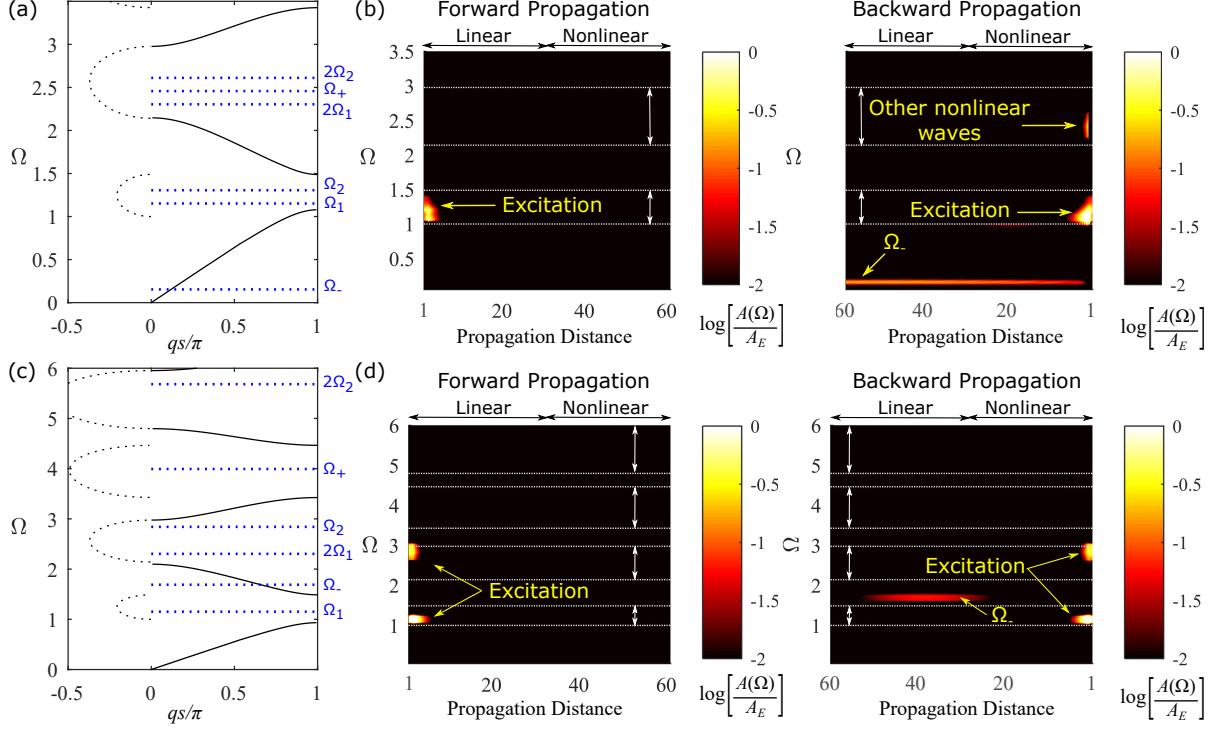 (a)
3
2.5
2
1.5
1
0.5
0
Ω
-0.5 0 0.5 1
qs/π
2Ω₂
Ω₊
2Ω₁
Ω₂
Ω₁
Ω₋
(b)
Forward Propagation
Linear Nonlinear
3.5
3
2.5
2
1.5
1
0.5
Ω
Excitation
1 20 40 60
Propagation Distance
0
-0.5
-1
-1.5
-2
log[A(Ω)/A_E]
Backward Propagation
Linear Nonlinear
Ω
Other nonlinear
waves
Excitation
Ω₋
60 40 20 1
Propagation Distance
0
-0.5
-1
-1.5
-2
log[A(Ω)/A_E]
(c)
6
5
4
3
2
1
0
Ω
-0.5 0 0.5 1
qs/π
2Ω₂
Ω₊
Ω₂
2Ω₁
Ω₋
Ω₁
(d)
Forward Propagation
Linear Nonlinear
6
5
4
3
2
1
Ω
Excitation
1 20 40 60
Propagation Distance
0
-0.5
-1
-1.5
-2
log[A(Ω)/A_E]
Backward Propagation
Linear Nonlinear
6
5
4
3
2
1
Ω
Excitation
Ω₋
60 40 20 1
Propagation Distance
0
-0.5
-1
-1.5
-2
log[A(Ω)/A_E]